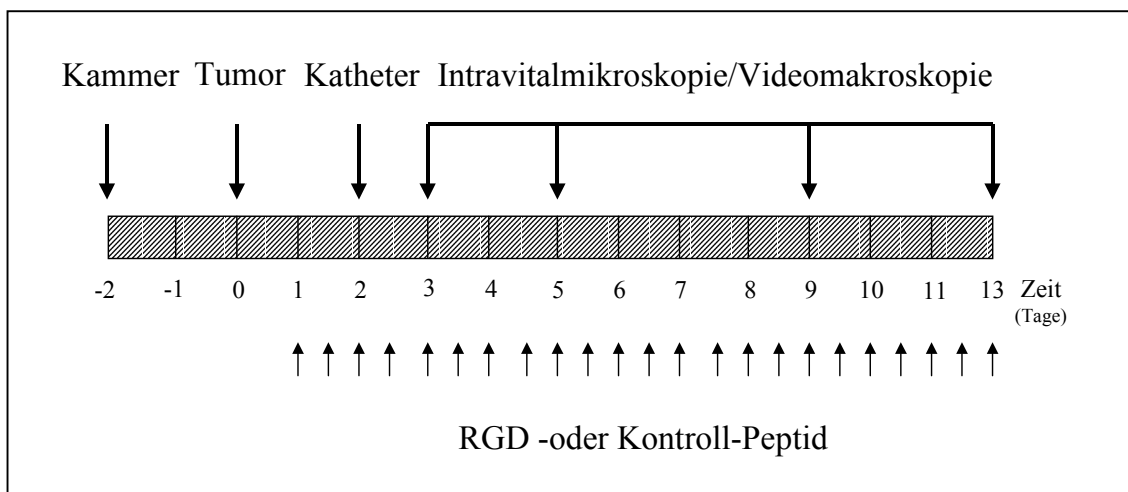 Kammer Tumor Katheter Intravitalmikroskopie/Videomakroskopie
-2 -1 0 1 2 3 4 5 6 7 8 9 10 11 13 Zeit
(Tage)
RGD -oder Kontroll-Peptid